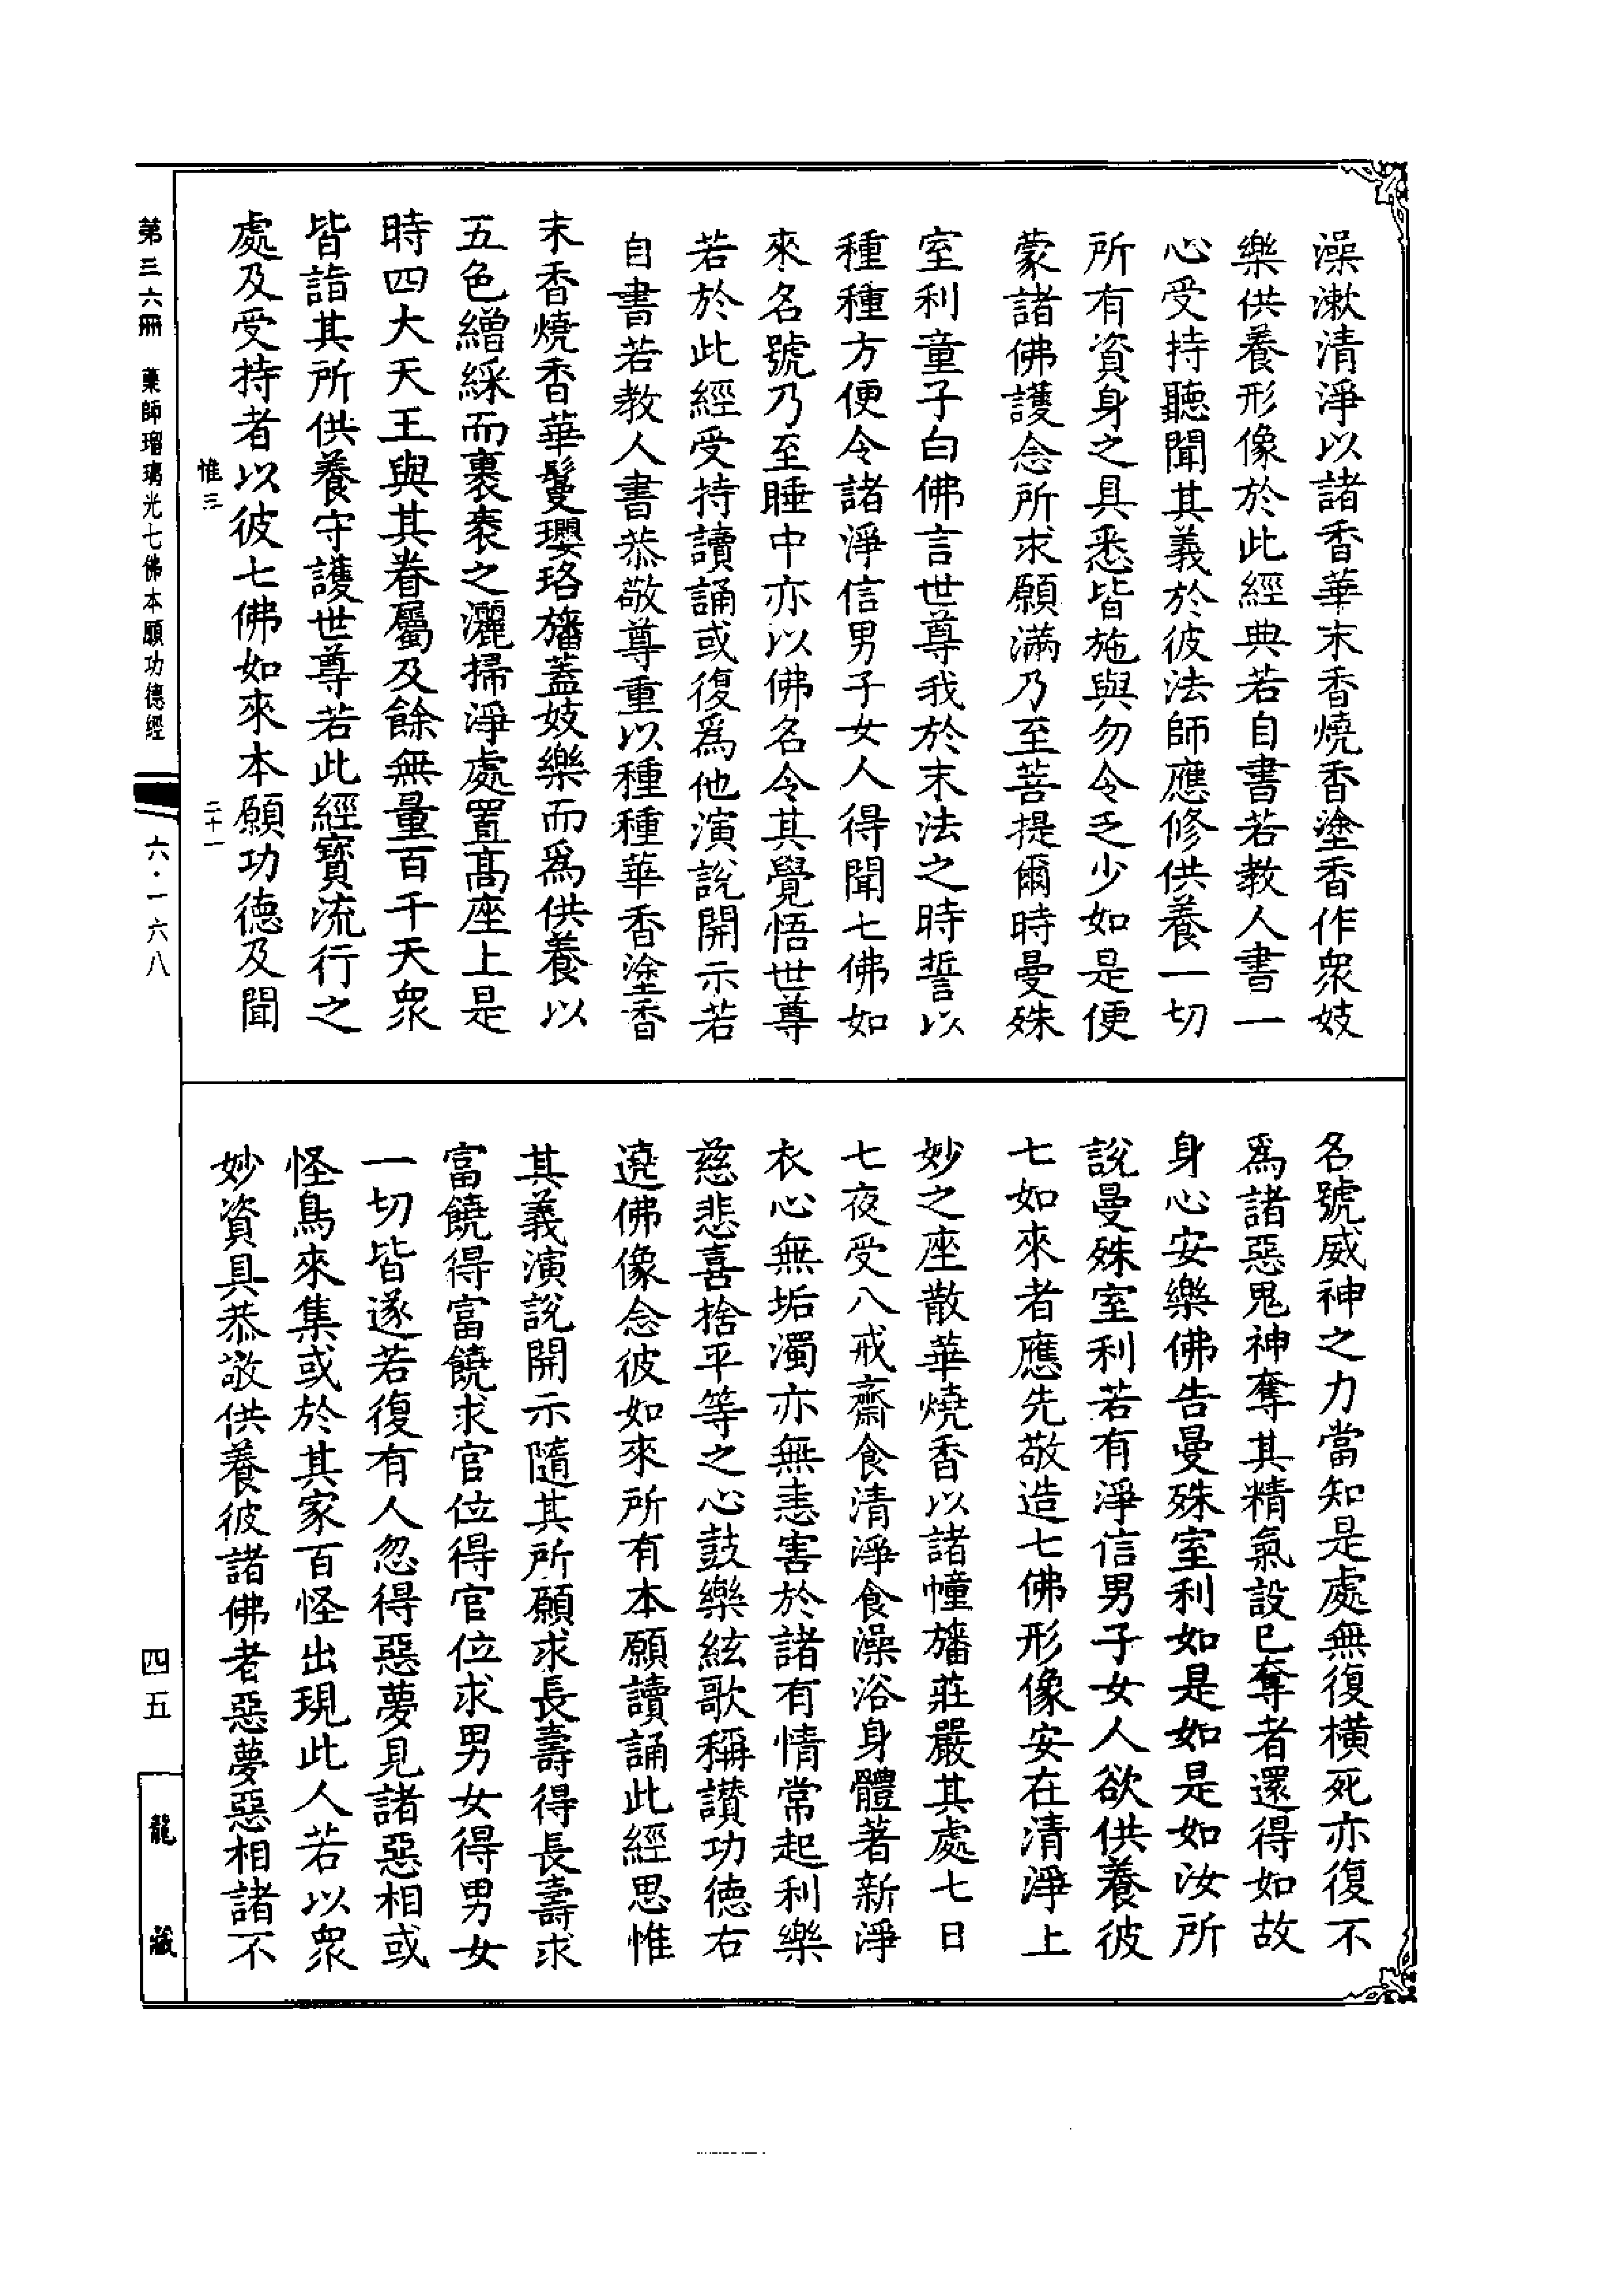 澡漱清淨以諸香華末香燒香塗香作衆妓
樂供養形像於此經典若自書若教人書一
心受持聽聞其義於彼法師應修供養一切
所有資身之具悉皆施與勿令乏少如是便
蒙諸佛護念所求願滿乃至菩提爾時曼殊
室利童子白佛言世尊我於末法之時誓以
種種方便令諸淨信男子女人得聞七佛如
來名號乃至睡中亦以佛名令其覺悟世尊
若於此經受持讀誦或復爲他演說開示若
自書若教人書恭敬尊重以種種華香塗香
末香燒香華鬘瓔珞旛蓋妓樂而爲供養以
五色繒綵而裹袠之灑掃淨處置高座上是
時四大天王與其眷屬及餘無量百千天衆
皆詣其所供養守護世尊若此經寶流行之
處及受持者以彼七佛如來本願功德及聞
惟三
二十一
名號威神之力當知是處無復橫死亦復不
爲諸惡鬼神奪其精氣設已奪者還得如故
身心安樂佛告曼殊室利如是如是如汝所
說曼殊室利若有淨信男子女人欲供養彼
七如來者應先敬造七佛形像安在清淨上
妙之座散華燒香以諸幢旛莊嚴其處七日
七夜受八戒齋食清淨食澡浴身體著新淨
衣心無垢濁亦無恚害於諸有情常起利樂
慈悲喜捨平等之心鼓樂絃歌稱讚功德右
遶佛像念彼如來所有本願讀誦此經思惟
其義演說開示隨其所願求長壽得長壽求
富饒得富饒求官位得官位求男女得男女
一切皆遂若復有人忽得惡夢見諸惡相或
怪鳥來集或於其家百怪出現此人若以衆
妙資具恭敬供養彼諸佛者惡夢惡相諸不
第三六冊　藥師瑠璃光七佛本願功德經
六・一六八
四五
龍藏